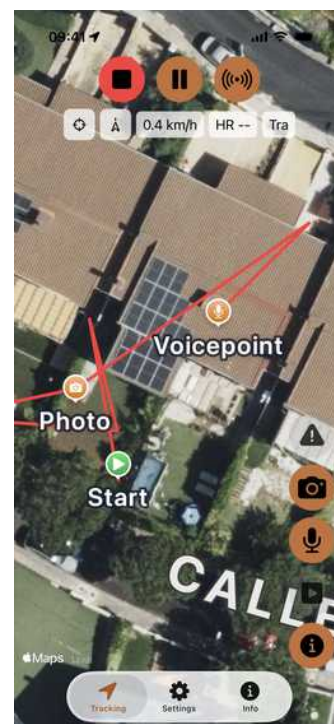 09:41
0.4 km/h HR -- Tra
Voicepoint
Photo
Start
CALLE
Maps
Tracking Settings Info